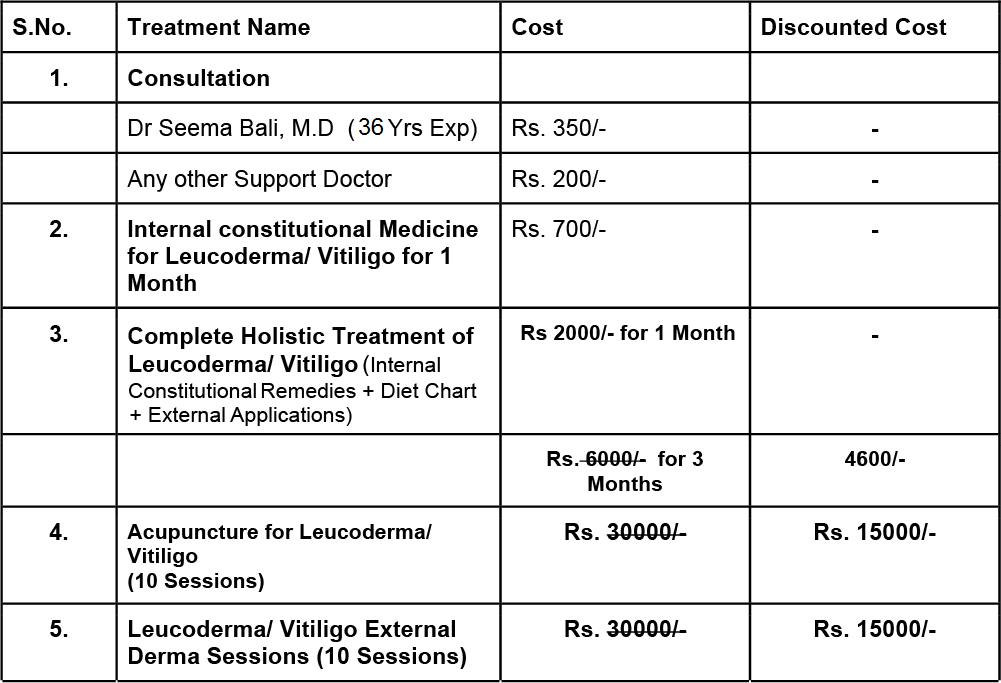 S.No. Treatment Name Cost Discounted Cost
1. Consultation
Dr Seema Bali, M.D (36 Yrs Exp) Rs. 350/- -
Any other Support Doctor Rs. 200/- -
2. Internal constitutional Medicine Rs. 700/- -
for Leucoderma/ Vitiligo for 1
Month
3. Complete Holistic Treatment of Rs 2000/- for 1 Month -
Leucoderma/ Vitiligo (Internal
Constitutional Remedies + Diet Chart
+ External Applications)
Rs. 6000/- for 3 4600/-
Months
4. Acupuncture for Leucoderma/ Rs. 30000/- Rs. 15000/-
Vitiligo
(10 Sessions)
5. Leucoderma/ Vitiligo External Rs. 30000/- Rs. 15000/-
Derma Sessions (10 Sessions)